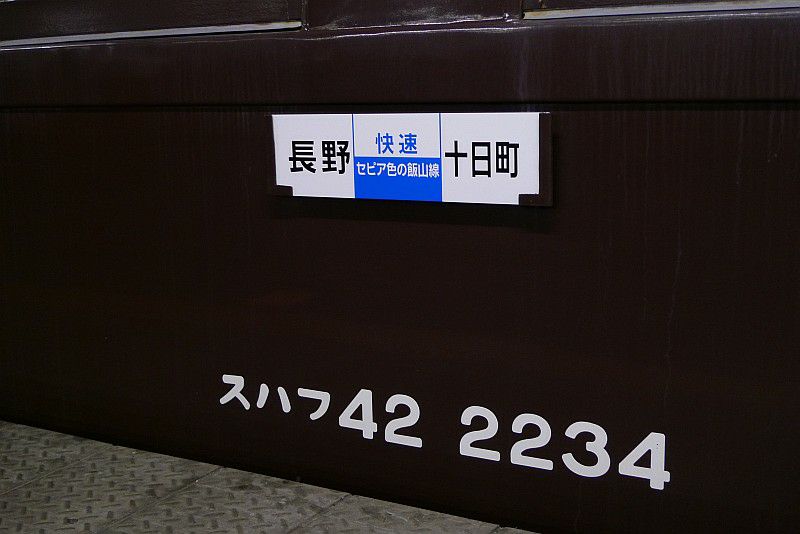 長野
快速
セピア色の飯山線
十日町
スハフ42 2234